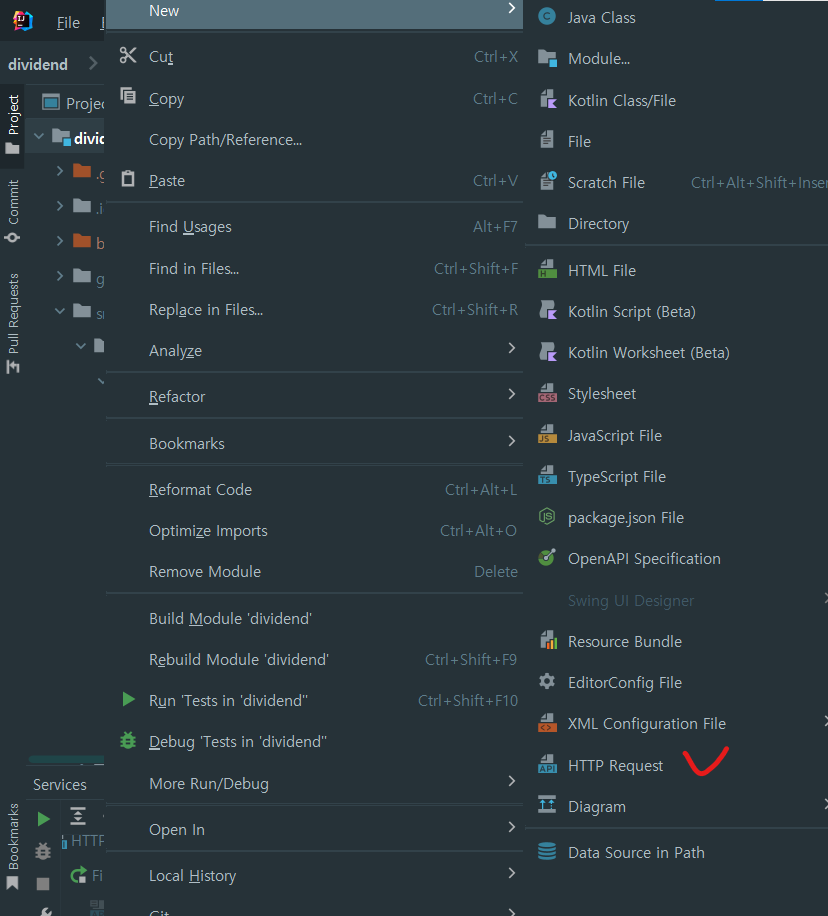 File
dividend
Project
Commit
Pull Requests
Bookmarks
Services
HTTP
New
Cut Ctrl+X
Copy Ctrl+C
Copy Path/Reference...
Paste Ctrl+V
Find Usages Alt+F7
Find in Files... Ctrl+Shift+F
Replace in Files... Ctrl+Shift+R
Analyze
Refactor
Bookmarks
Reformat Code Ctrl+Alt+L
Optimize Imports Ctrl+Alt+O
Remove Module Delete
Build Module 'dividend'
Rebuild Module 'dividend' Ctrl+Shift+F9
Run 'Tests in 'dividend'' Ctrl+Shift+F10
Debug 'Tests in 'dividend''
More Run/Debug
Open In
Local History
Git
Java Class
Module...
Kotlin Class/File
File
Scratch File Ctrl+Alt+Shift+Inser
Directory
HTML File
Kotlin Script (Beta)
Kotlin Worksheet (Beta)
Stylesheet
JavaScript File
TypeScript File
package.json File
OpenAPI Specification
Swing UI Designer
Resource Bundle
EditorConfig File
XML Configuration File
HTTP Request
Diagram
Data Source in Path